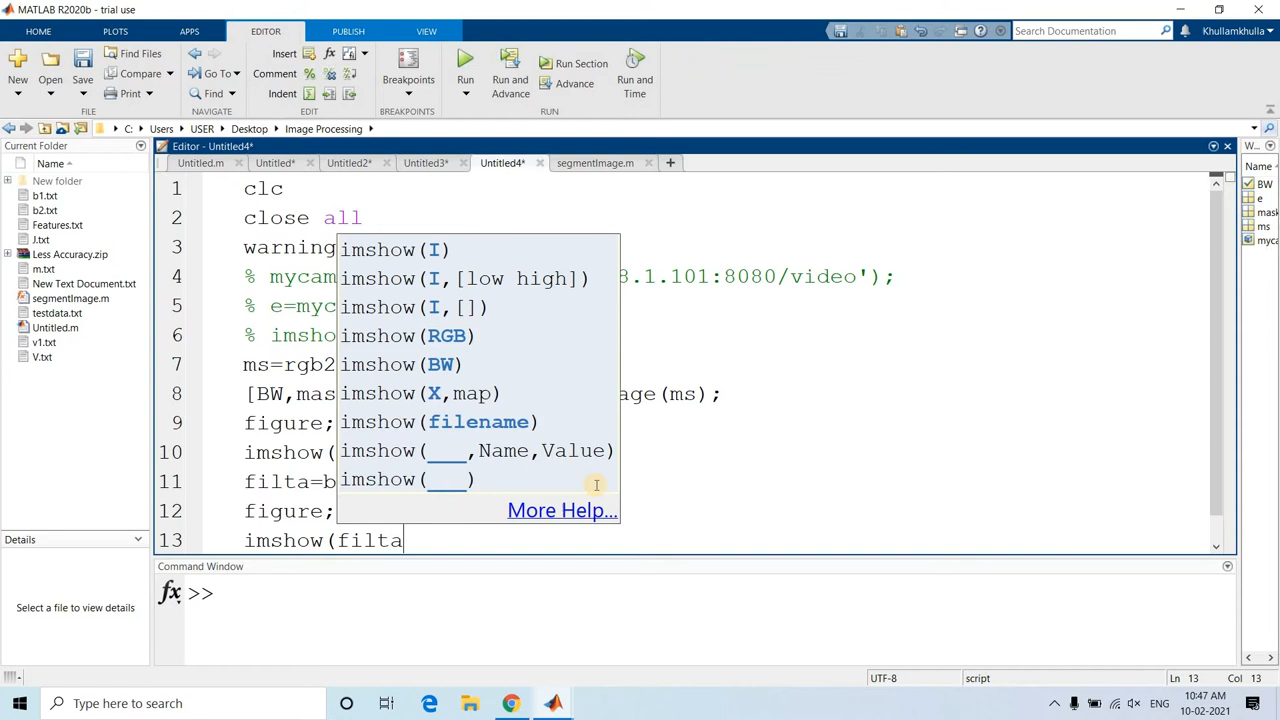 MATLAB R2020b - trial use
HOME PLOTS APPS EDITOR PUBLISH VIEW
Search Documentation
Khullamkhulla
New Open Save
Find Files
Compare
Print
FILE
Go To
Find
NAVIGATE
Insert
Comment
Indent
EDIT
Breakpoints
BREAKPOINTS
Run
Run and Advance
Run Section
Advance
Run and Time
RUN
C: Users USER Desktop Image Processing
Current Folder
Name
New folder
b1.txt
b2.txt
Features.txt
J.txt
Less Accuracy.zip
m.txt
New Text Document.txt
segmentImage.m
testdata.txt
Untitled.m
v1.txt
V.txt
Details
Select a file to view details
Editor - Untitled4*
Untitled.m Untitled* Untitled2* Untitled3* Untitled4* segmentImage.m
1 clc
2 close all
3 warning
4 % mycam 8.1.101:8080/video');
5 % e=myc
6 % imsho
7 ms=rgb2
8 [BW,mas age(ms);
9 figure;
10 imshow(
11 filta=b
12 figure;
13 imshow(filta
imshow(I)
imshow(I,[low high])
imshow(I,[])
imshow(RGB)
imshow(BW)
imshow(X,map)
imshow(filename)
imshow(___,Name,Value)
imshow(___)
More Help...
Command Window
fx >>
W...
Name
BW
e
mask
ms
myca
UTF-8 script Ln 13 Col 13
Type here to search
ENG
10:47 AM
10-02-2021